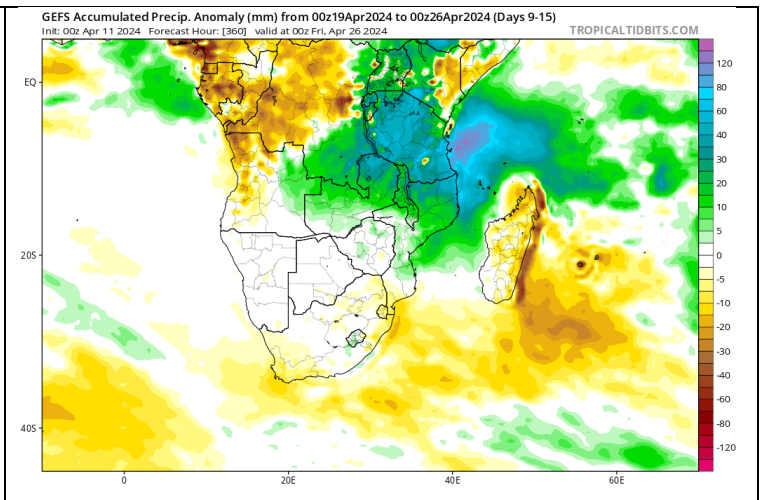 GEFS Accumulated Precip. Anomaly (mm) from 00z19Apr2024 to 00z26Apr2024 (Days 9-15)
Init: 00z Apr 11 2024 Forecast Hour: [360] valid at 00z Fri, Apr 26 2024
TROPICALTIDBITS.COM
EQ
20S
40S
0
20E
40E
60E
120
80
60
40
30
20
10
5
0
-5
-10
-20
-30
-40
-60
-80
-120